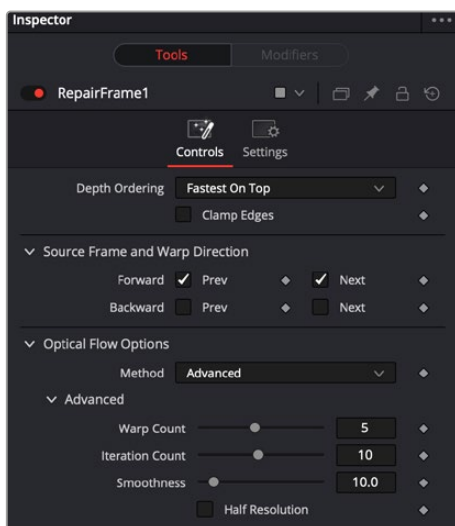 Inspector
Tools Modifiers
RepairFrame1
Controls Settings
Depth Ordering Fastest On Top
Clamp Edges
Source Frame and Warp Direction
Forward Prev Next
Backward Prev Next
Optical Flow Options
Method Advanced
Advanced
Warp Count 5
Iteration Count 10
Smoothness 10.0
Half Resolution